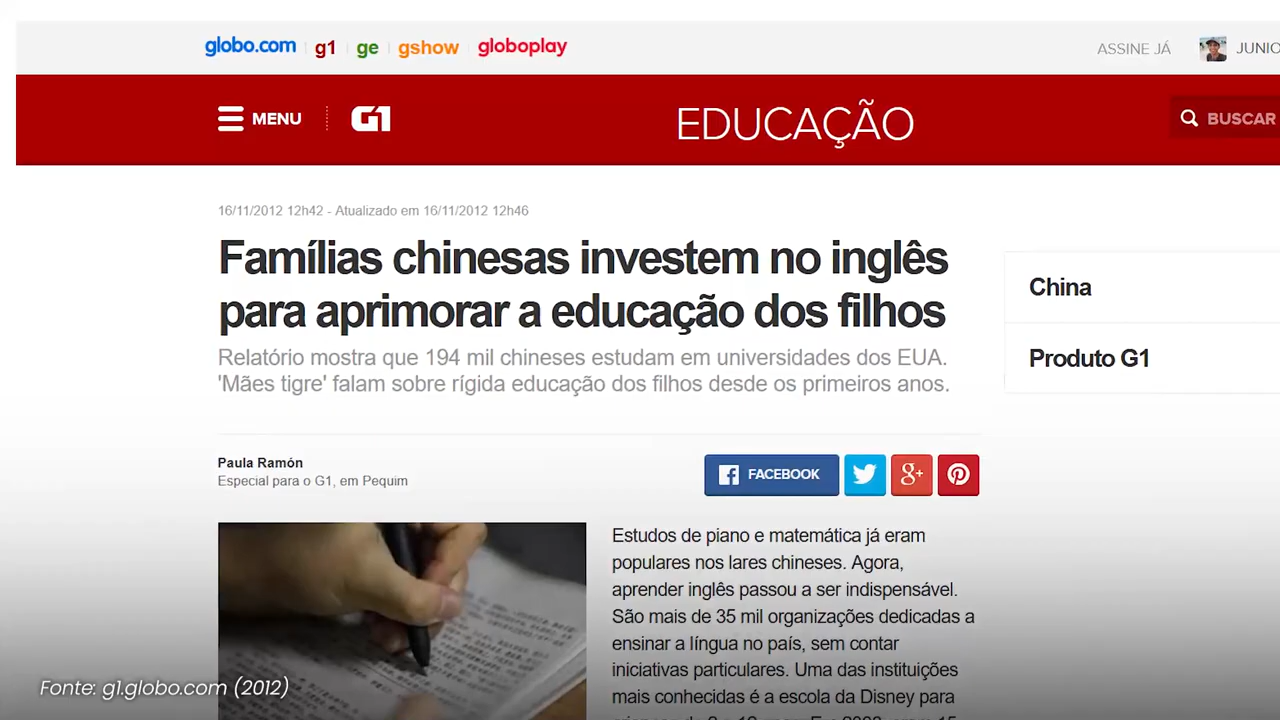 globo.com g1 ge gshow globoplay
ASSINE JÁ JUNIO
MENU G1 EDUCAÇÃO BUSCAR
16/11/2012 12h42 - Atualizado em 16/11/2012 12h46
Famílias chinesas investem no inglês
para aprimorar a educação dos filhos
Relatório mostra que 194 mil chineses estudam em universidades dos EUA.
'Mães tigre' falam sobre rígida educação dos filhos desde os primeiros anos.
China
Produto G1
Paula Ramón
Especial para o G1, em Pequim
FACEBOOK
g+
Estudos de piano e matemática já eram
populares nos lares chineses. Agora,
aprender inglês passou a ser indispensável.
São mais de 35 mil organizações dedicadas a
ensinar a língua no país, sem contar
iniciativas particulares. Uma das instituições
mais conhecidas é a escola da Disney para
Fonte: g1.globo.com (2012)